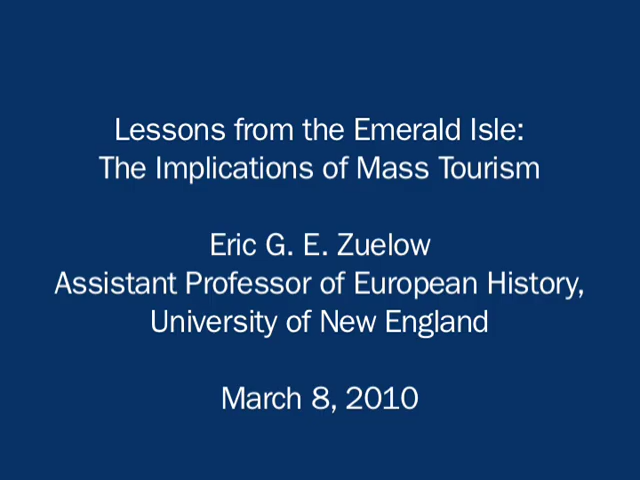 Lessons from the Emerald Isle:
The Implications of Mass Tourism
Eric G. E. Zuelow
Assistant Professor of European History,
University of New England
March 8, 2010